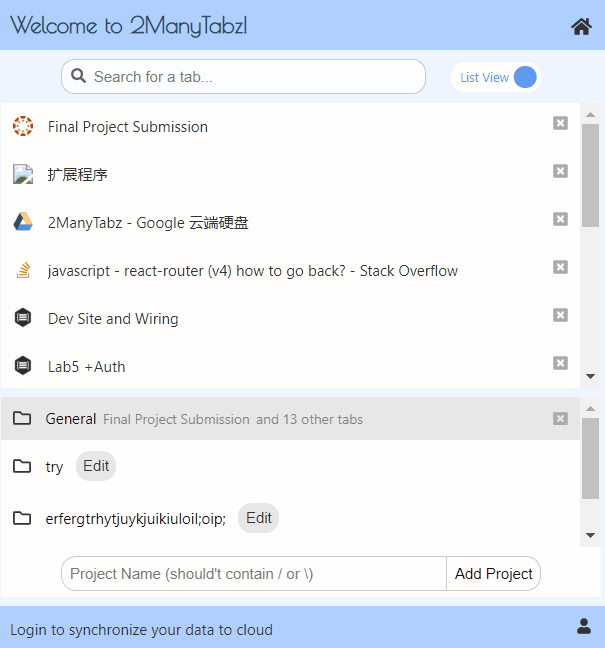 Welcome to 2ManyTabz!
Search for a tab...
List View
Final Project Submission
扩展程序
2ManyTabz - Google 云端硬盘
javascript - react-router (v4) how to go back? - Stack Overflow
Dev Site and Wiring
Lab5 +Auth
General Final Project Submission and 13 other tabs
try Edit
erfergtrhytjuykjuikiuloil;oip; Edit
Project Name (should't contain / or \) Add Project
Login to synchronize your data to cloud